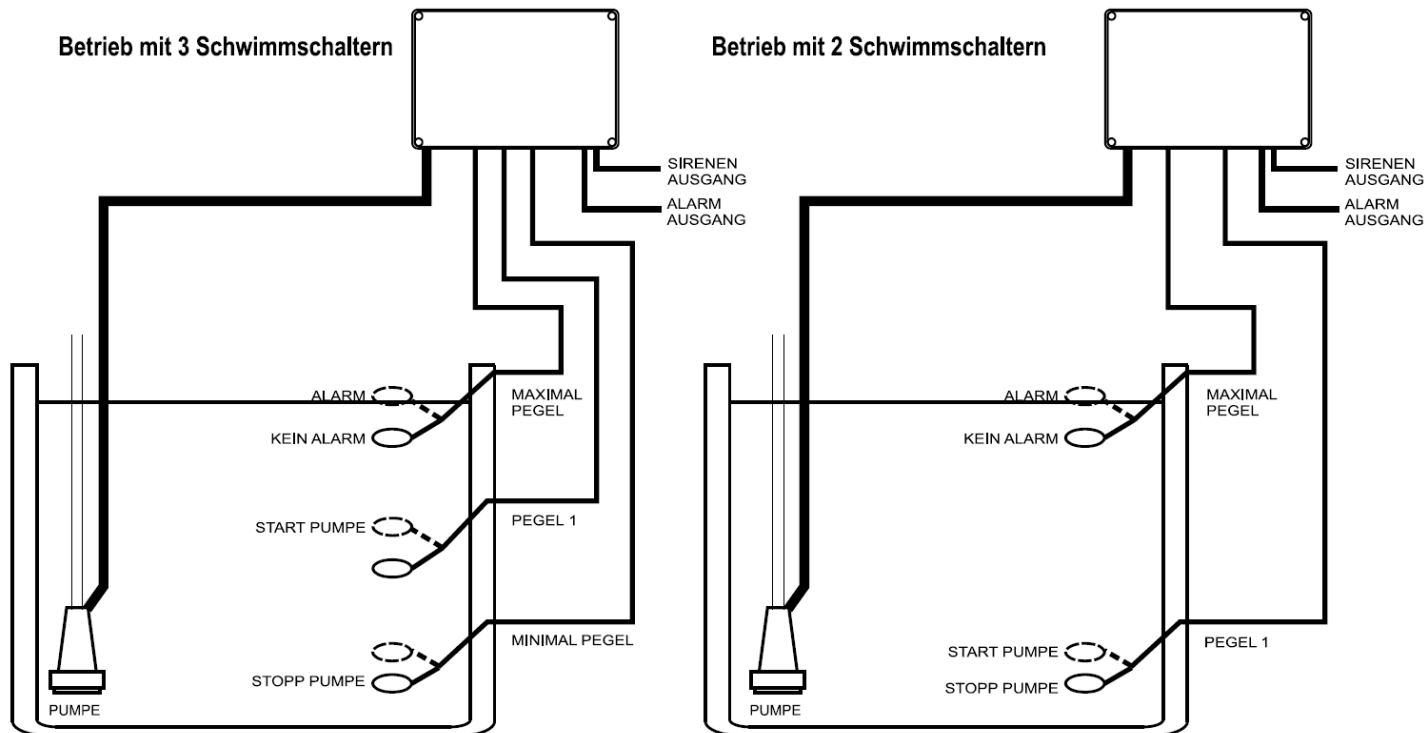 Betrieb mit 3 Schwimmschaltern
SIRENEN
AUSGANG
ALARM
AUSGANG
ALARM
MAXIMAL
PEGEL
KEIN ALARM
START PUMPE
PEGEL 1
MINIMAL PEGEL
STOPP PUMPE
PUMPE
Betrieb mit 2 Schwimmschaltern
SIRENEN
AUSGANG
ALARM
AUSGANG
ALARM
MAXIMAL
PEGEL
KEIN ALARM
START PUMPE
PEGEL 1
STOPP PUMPE
PUMPE